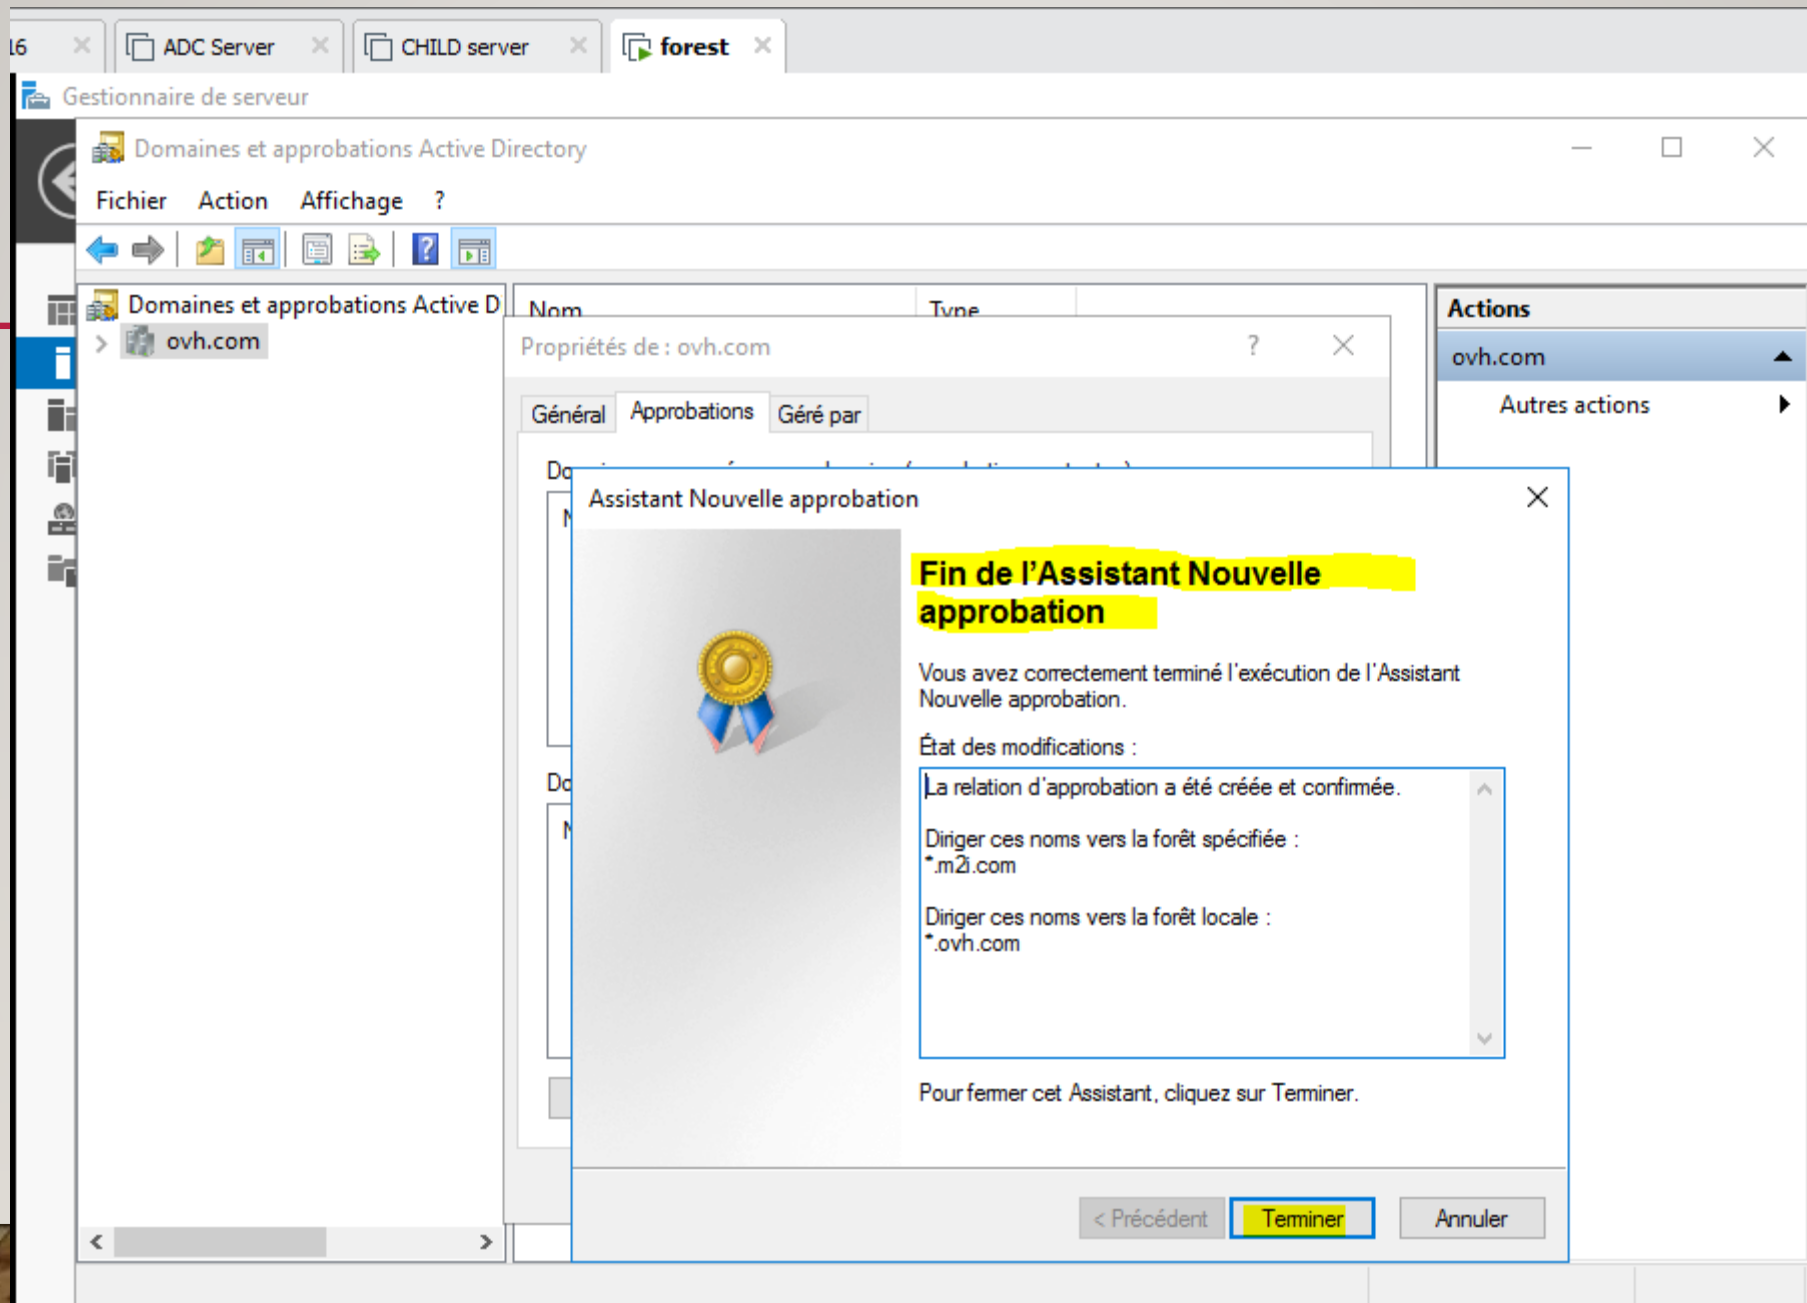 16
ADC Server
CHILD server
forest
Gestionnaire de serveur
Domaines et approbations Active Directory
Fichier Action Affichage ?
Domaines et approbations Active D
ovh.com
Nom Type
Actions
ovh.com
Autres actions
Propriétés de : ovh.com ?
Général Approbations Géré par
Do
Assistant Nouvelle approbation
Fin de l'Assistant Nouvelle
approbation
Vous avez correctement terminé l'exécution de l'Assistant
Nouvelle approbation.
État des modifications :
La relation d'approbation a été créée et confirmée.
Diriger ces noms vers la forêt spécifiée :
*.m2i.com
Diriger ces noms vers la forêt locale :
*.ovh.com
Do
Pour fermer cet Assistant, cliquez sur Terminer.
< Précédent Terminer Annuler